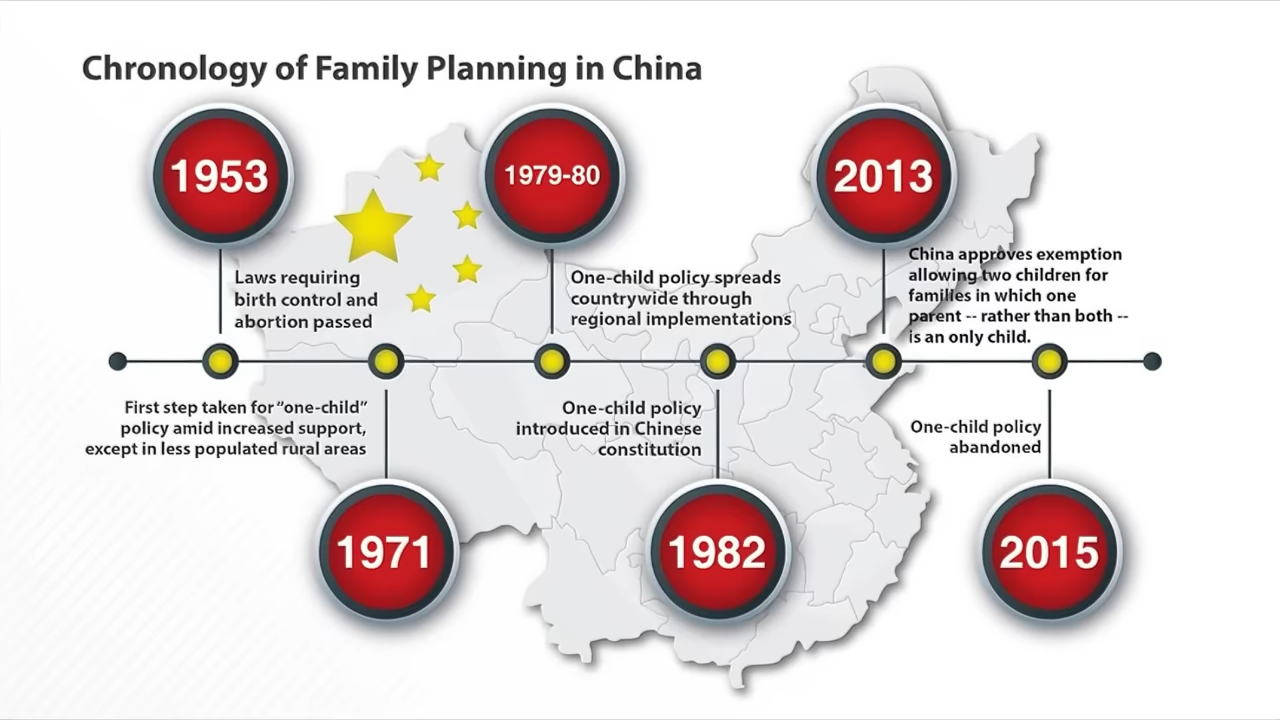 Chronology of Family Planning in China
1953
Laws requiring
birth control and
abortion passed
1971
First step taken for “one-child”
policy amid increased support,
except in less populated rural areas
1979-80
One-child policy spreads
countrywide through
regional implementations
1982
One-child policy
introduced in Chinese
constitution
2013
China approves exemption
allowing two children for
families in which one
parent -- rather than both --
is an only child.
2015
One-child policy
abandoned